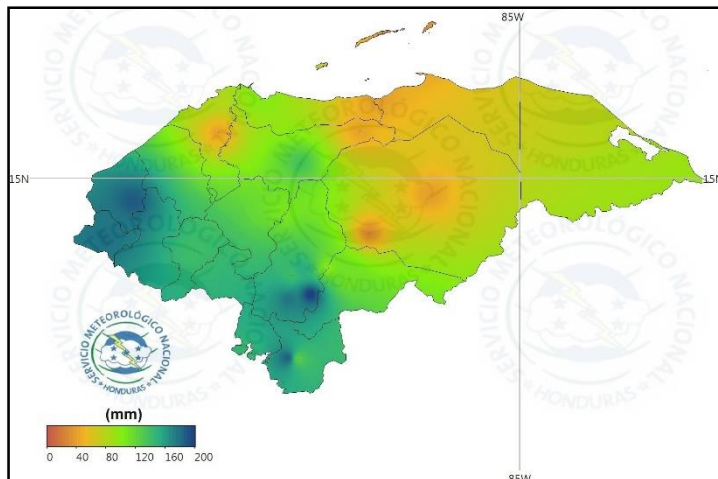 85W
15N
15N
SERVICIO METEOROLÓGICO NACIONAL
HONDURAS
(mm)
0 40 80 120 160 200
85W